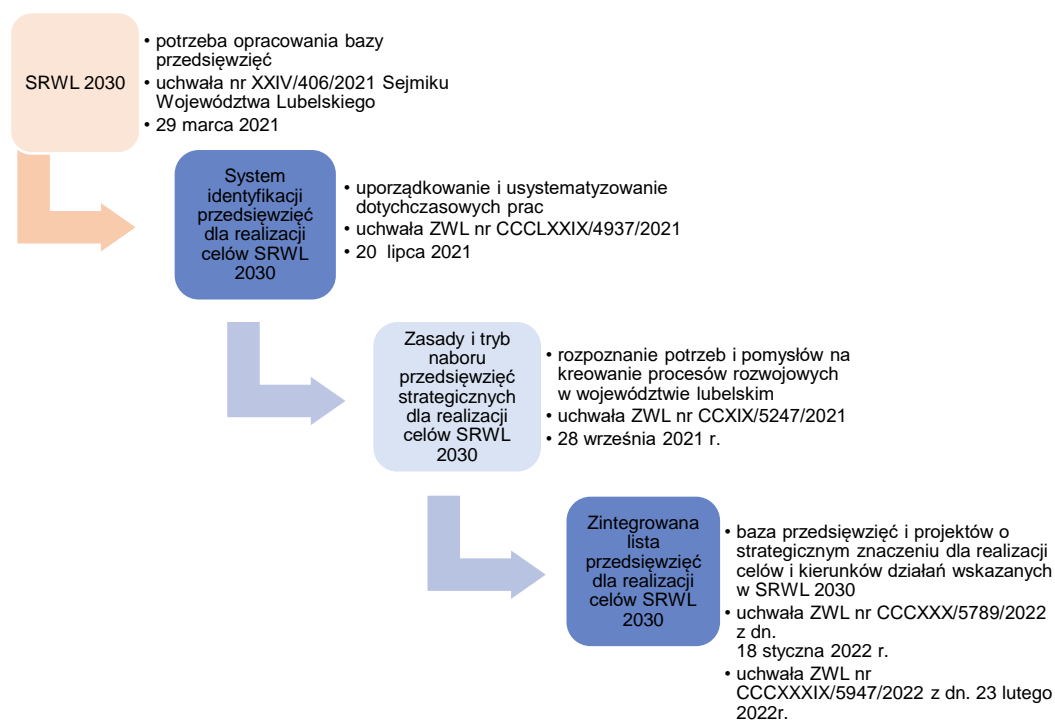 SRWL 2030
• potrzeba opracowania bazy
przedsięwzięć
• uchwała nr XXIV/406/2021 Sejmiku
Województwa Lubelskiego
• 29 marca 2021
System
identyfikacji
przedsięwzięć
dla realizacji
celów SRWL
2030
• uporządkowanie i usystematyzowanie
dotychczasowych prac
• uchwała ZWL nr CCCLXXIX/4937/2021
• 20 lipca 2021
Zasady i tryb
naboru
przedsięwzięć
strategicznych
dla realizacji
celów SRWL
2030
• rozpoznanie potrzeb i pomysłów na
kreowanie procesów rozwojowych
w województwie lubelskim
• uchwała ZWL nr CCXIX/5247/2021
• 28 września 2021 r.
Zintegrowana
lista
przedsięwzięć
dla realizacji
celów SRWL
2030
• baza przedsięwzięć i projektów o
strategicznym znaczeniu dla realizacji
celów i kierunków działań wskazanych
w SRWL 2030
• uchwała ZWL nr CCCXXX/5789/2022
z dn.
18 styczna 2022 r.
• uchwała ZWL nr
CCCXXXIX/5947/2022 z dn. 23 lutego
2022r.